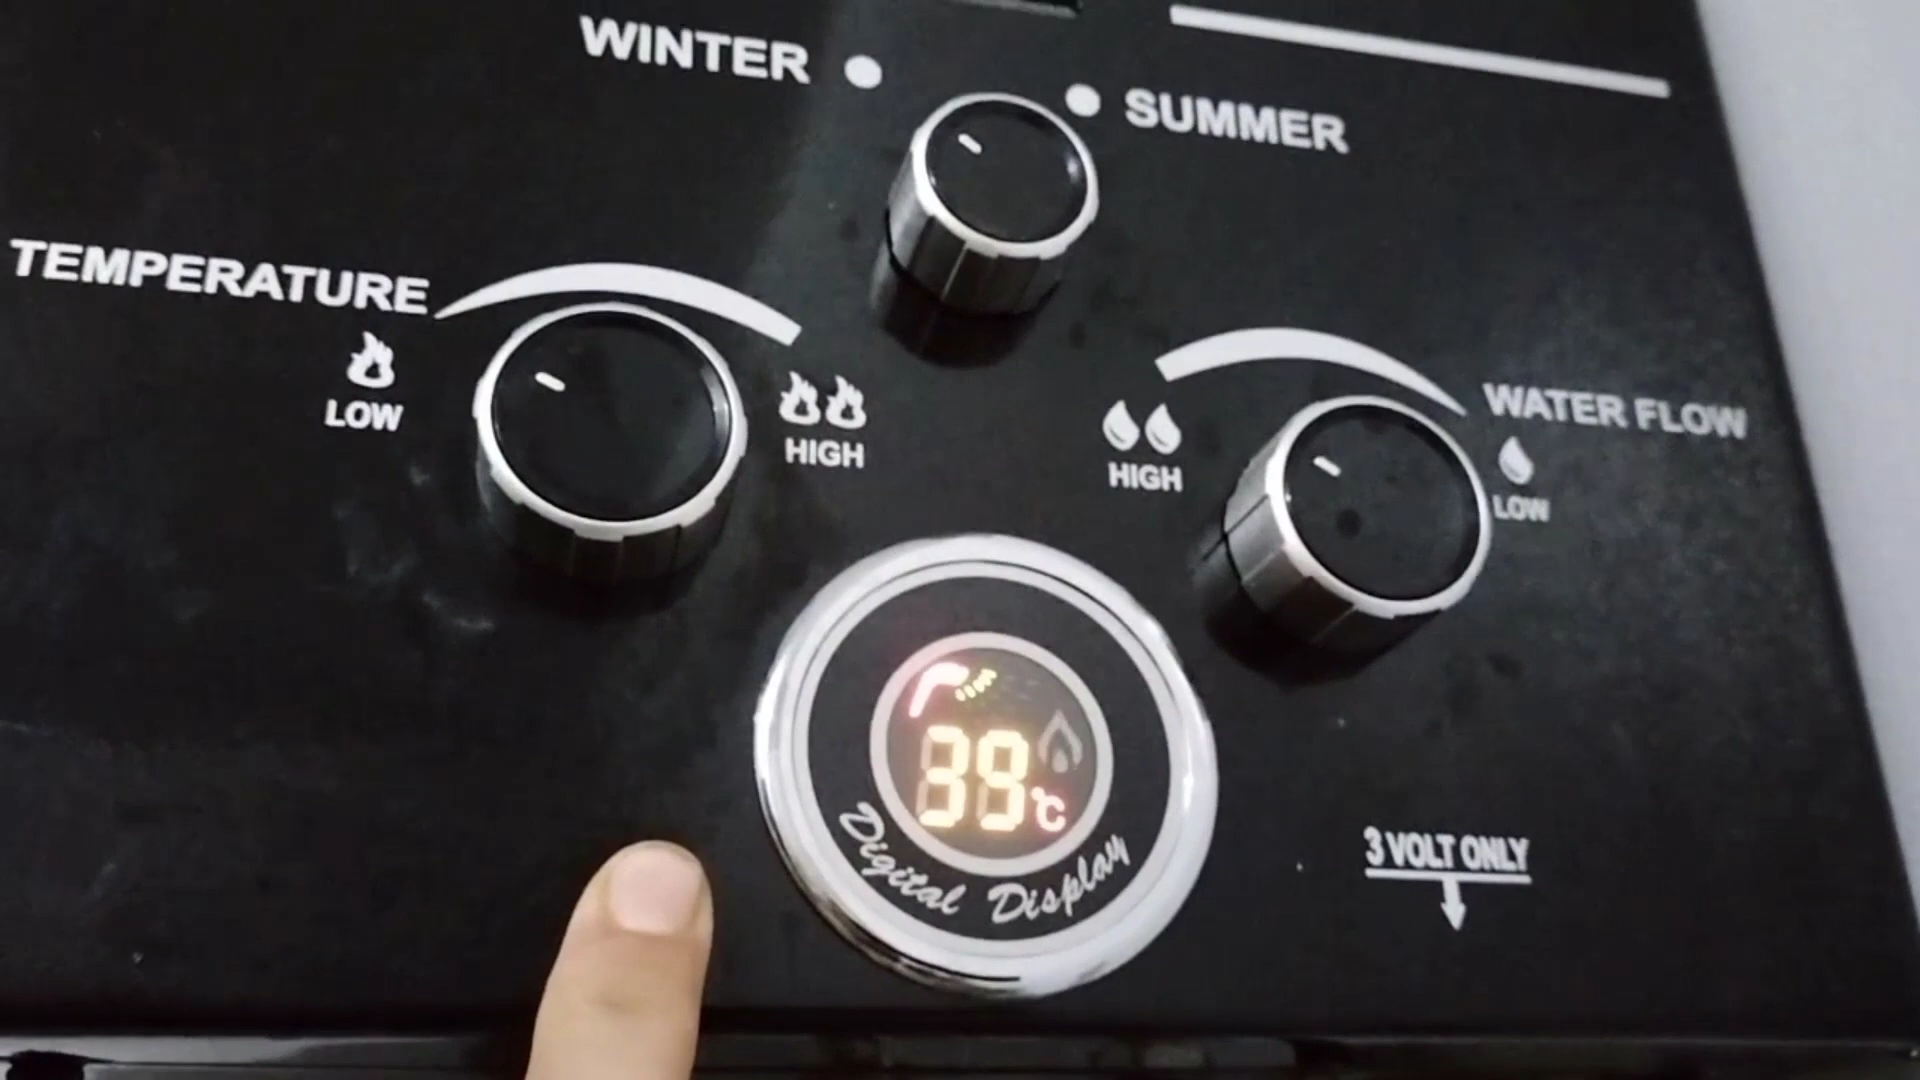 WINTER
SUMMER
TEMPERATURE
LOW
HIGH
HIGH
WATER FLOW
LOW
39°C
Digital Display
3 VOLT ONLY